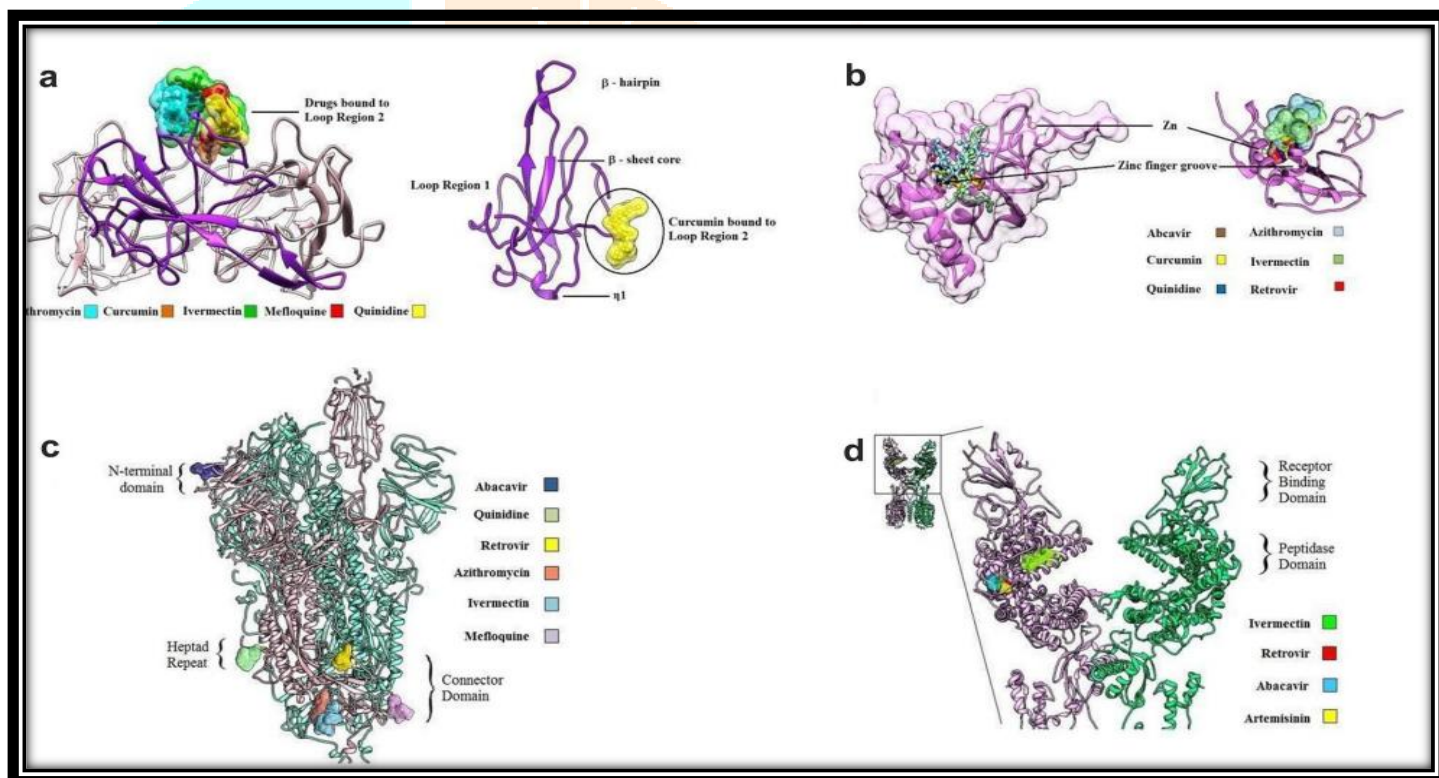 a
Drugs bound to
Loop Region 2
β - hairpin
β - sheet core
Loop Region 1
Curcumin bound to
Loop Region 2
η1
thromycin Curcumin Ivermectin Mefloquine Quinidine
b
Zn
Zinc finger groove
Abcavir Azithromycin
Curcumin Ivermectin
Quinidine Retrovir
c
N-terminal
domain
Heptad
Repeat
Connector
Domain
Abacavir
Quinidine
Retrovir
Azithromycin
Ivermectin
Mefloquine
d
Receptor
Binding
Domain
Peptidase
Domain
Ivermectin
Retrovir
Abacavir
Artemisinin